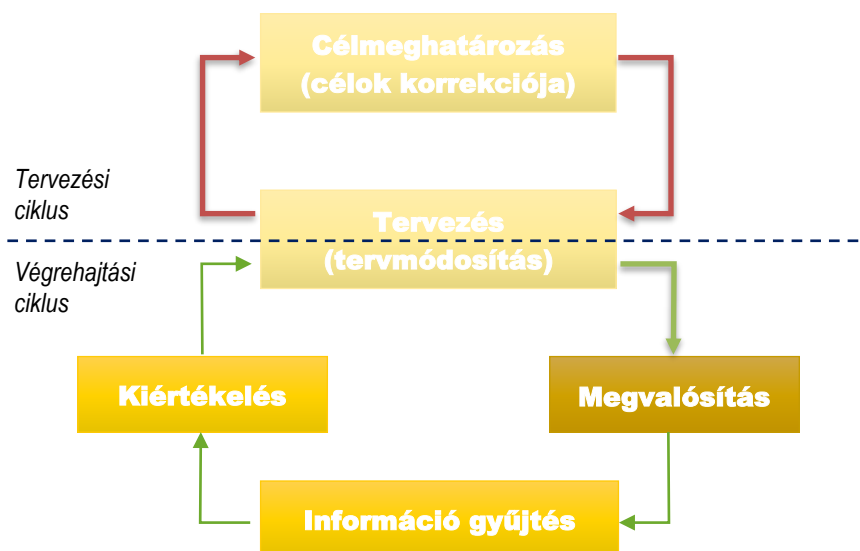 Célmeghatározás
(célok korrekciója)
Tervezési
ciklus
Tervezés
(tervmódosítás)
Végrehajtási
ciklus
Kiértékelés
Megvalósítás
Információ gyűjtés